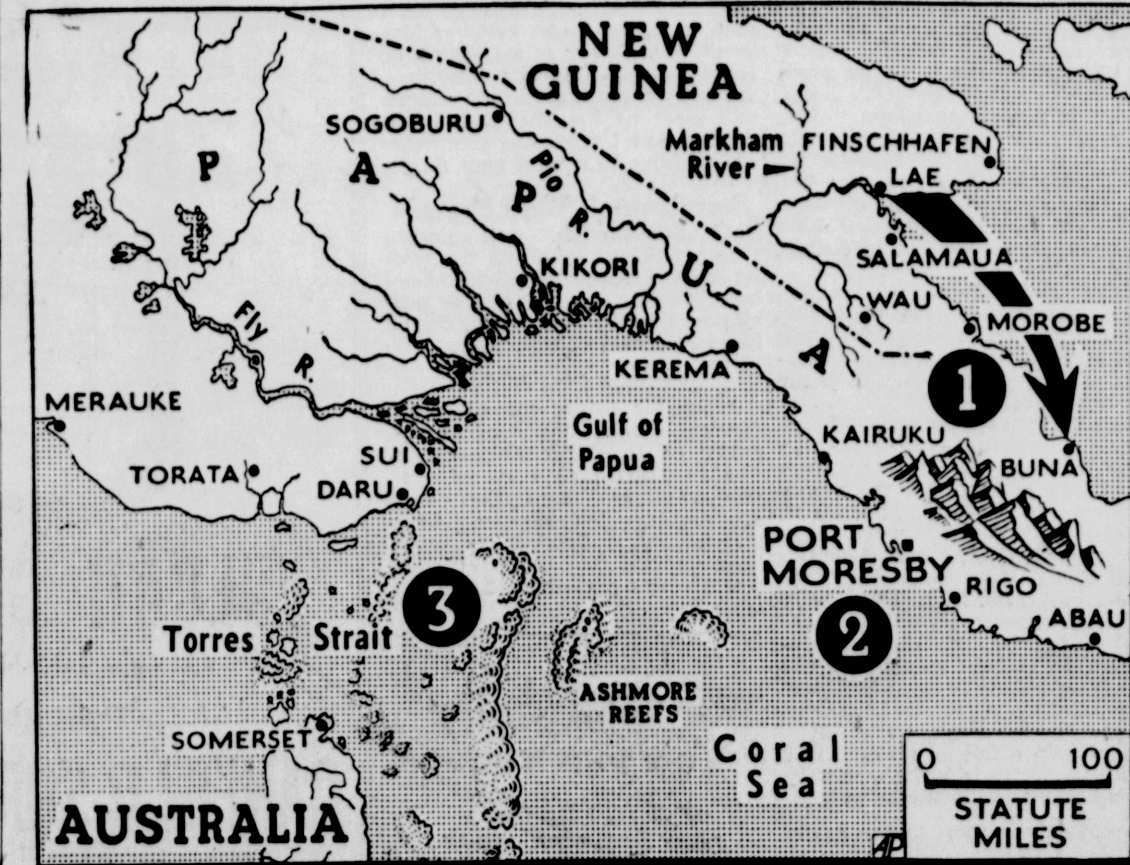 NEW
GUINEA
SOGOBURU
Markham
River
FINSCHHAFEN
LAE
P A P U A
Pio
R.
SALAMAUA
KIKORI
WAU
MOROBE
Fly
R.
KEREMA
1
MERAUKE
Gulf of
Papua
KAIRUKU
SUI
BUNA
TORATA
DARU
PORT
MORESBY
3
RIGO
2
ABAU
Torres Strait
ASHMORE
REEFS
SOMERSET
Coral
Sea
0 100
STATUTE
MILES
AUSTRALIA
AP